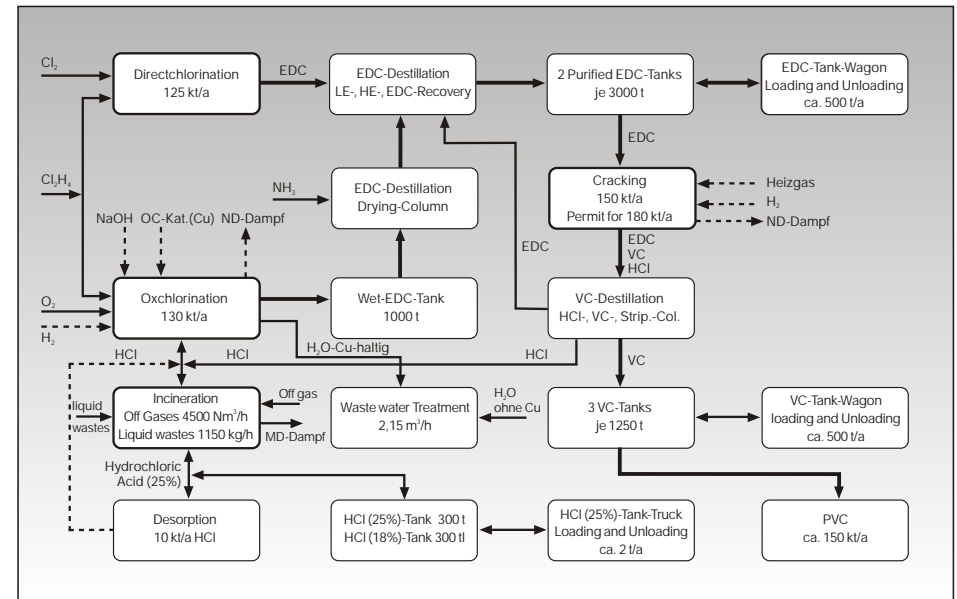 Cl₂
Directchlorination
125 kt/a
EDC
EDC-Destillation
LE-, HE-, EDC-Recovery
2 Purified EDC-Tanks
je 3000 t
EDC-Tank-Wagon
Loading and Unloading
ca. 500 t/a
EDC
Cl₂H₄
NH₃
EDC-Destillation
Drying-Column
Cracking
150 kt/a
Permit for 180 kt/a
Heizgas
H₂
ND-Dampf
NaOH
OC-Kat.(Cu)
ND-Dampf
EDC
EDC
VC
HCl
O₂
H₂
Oxchlorination
130 kt/a
Wet-EDC-Tank
1000 t
VC-Destillation
HCl-, VC-, Strip.-Col.
H₂O-Cu-haltig
HCl
HCl
HCl
VC
liquid
wastes
Incineration
Off Gases 4500 Nm³/h
Liquid wastes 1150 kg/h
Off gas
MD-Dampf
Waste water Treatment
2,15 m³/h
H₂O
ohne Cu
3 VC-Tanks
je 1250 t
VC-Tank-Wagon
loading and Unloading
ca. 500 t/a
Hydrochloric
Acid (25%)
Desorption
10 kt/a HCl
HCl (25%)-Tank 300 t
HCl (18%)-Tank 300 tl
HCl (25%)-Tank-Truck
Loading and Unloading
ca. 2 t/a
PVC
ca. 150 kt/a